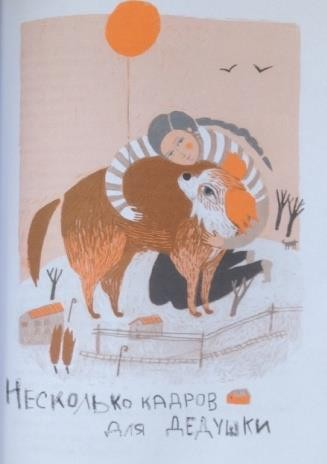 Несколько кадров
для дедушки